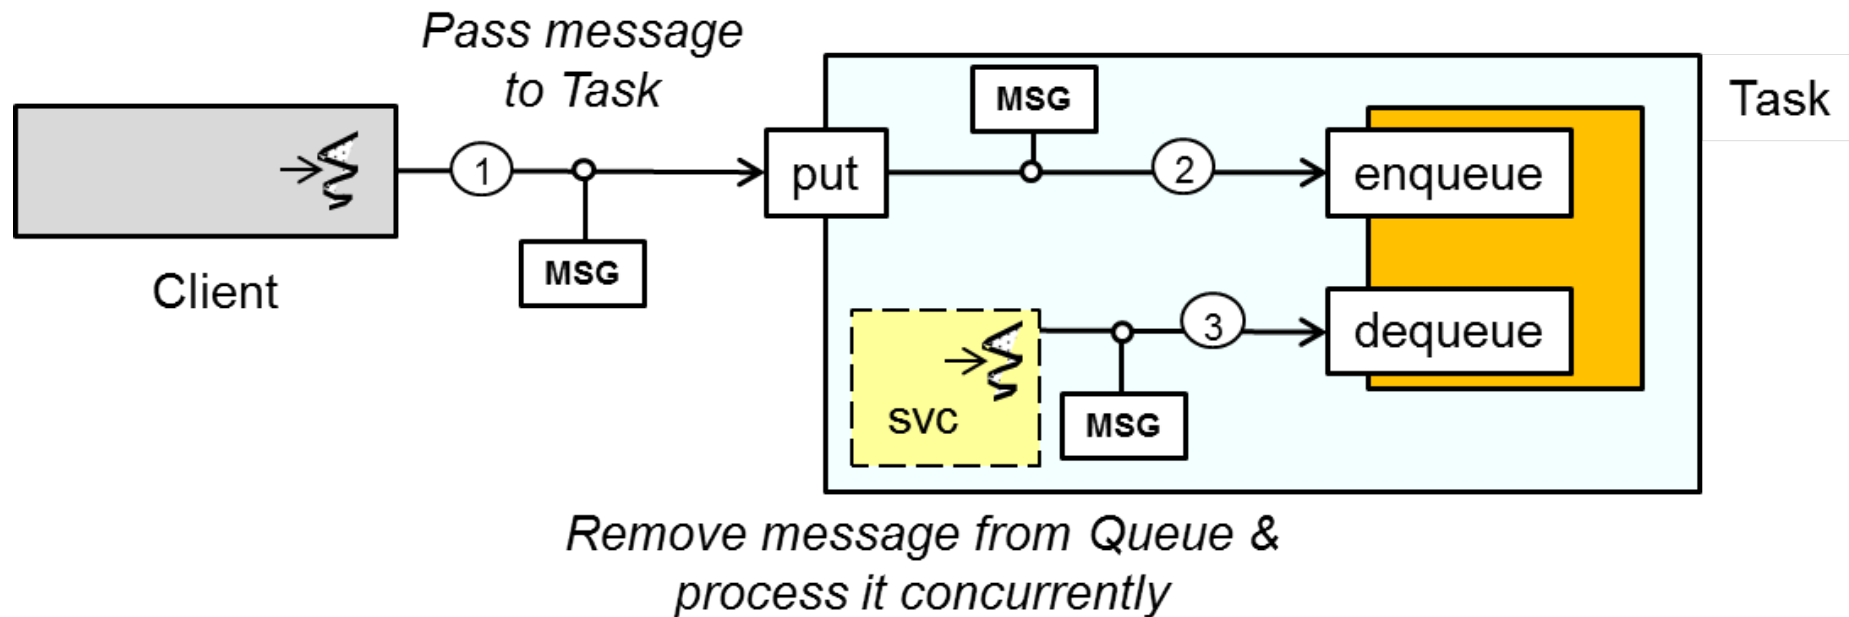 Pass message
to Task
MSG
Task
1
put
2
enqueue
MSG
Client
3
dequeue
svc
MSG
Remove message from Queue &
process it concurrently